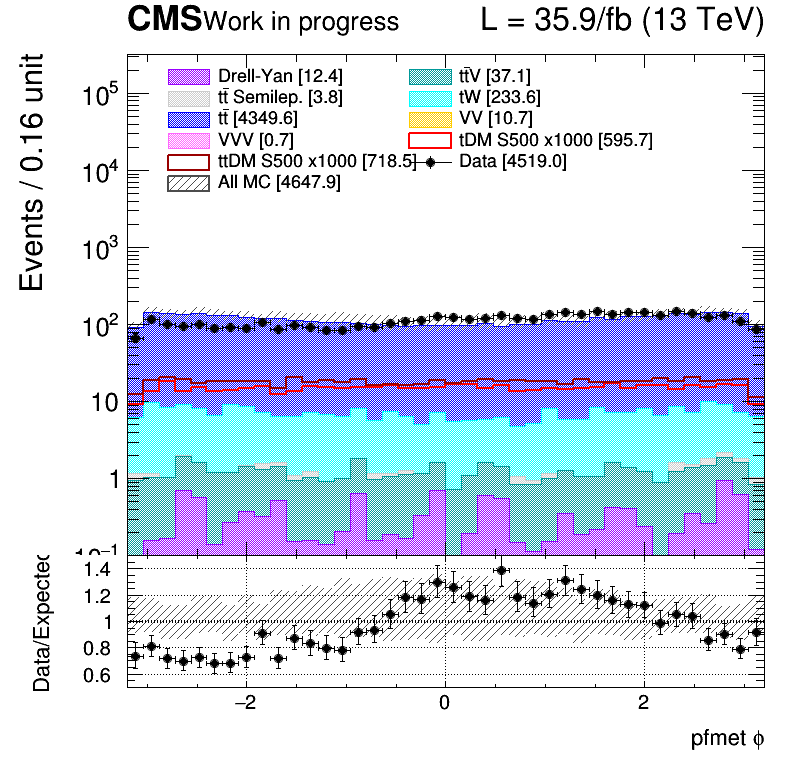 CMS Work in progress L = 35.9/fb (13 TeV)
Events / 0.16 unit
Drell-Yan [12.4] tt̄V [37.1]
tt̄ Semilep. [3.8] tW [233.6]
tt̄ [4349.6] VV [10.7]
VVV [0.7] tDM S500 x1000 [595.7]
ttDM S500 x1000 [718.5] Data [4519.0]
All MC [4647.9]
10⁵
10⁴
10³
10²
10
1
10⁻¹
Data/Expected
1.4
1.2
1
0.8
0.6
−2 0 2
pfmet ϕ